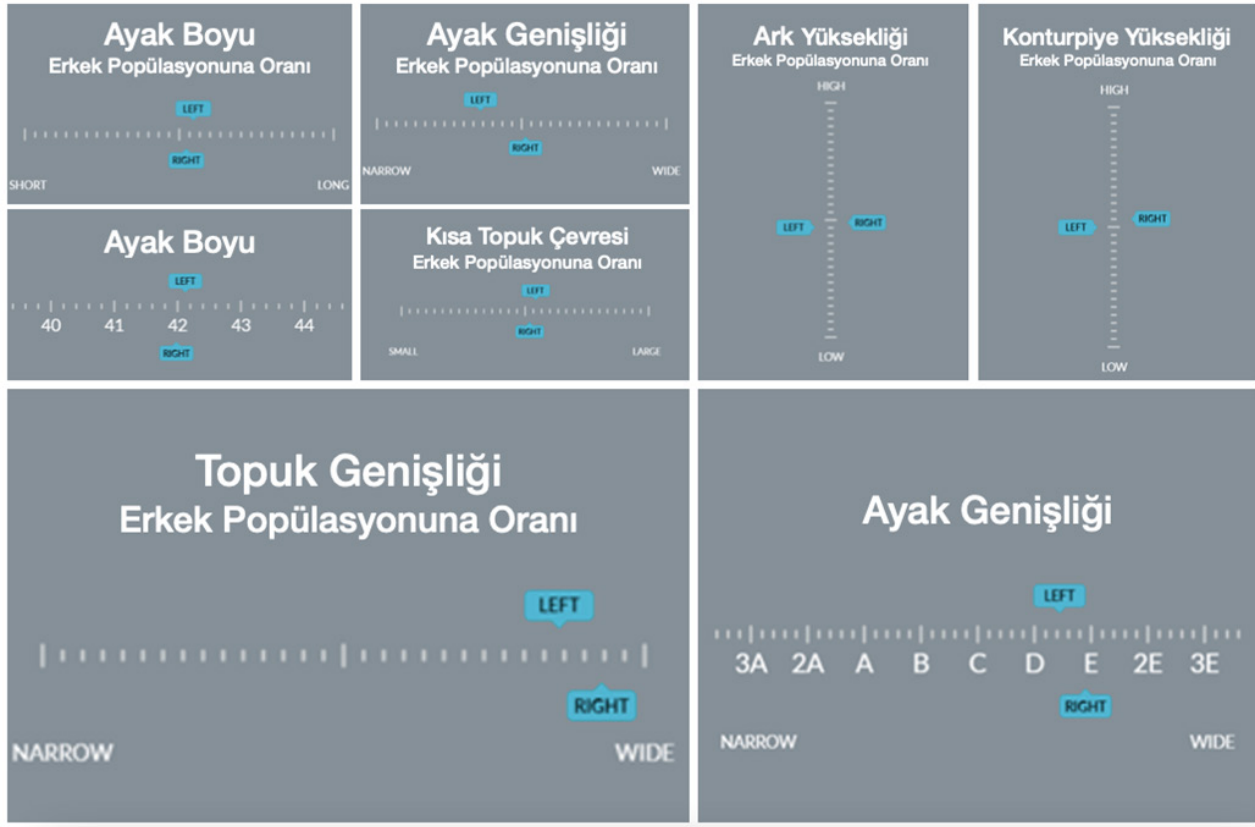 Ayak Boyu
Erkek Popülasyonuna Oranı
LEFT
RIGHT
SHORT LONG
Ayak Genişliği
Erkek Popülasyonuna Oranı
LEFT
RIGHT
NARROW WIDE
Ark Yüksekliği
Erkek Popülasyonuna Oranı
HIGH
LEFT RIGHT
LOW
Konturpiye Yüksekliği
Erkek Popülasyonuna Oranı
HIGH
LEFT RIGHT
LOW
Ayak Boyu
LEFT
40 41 42 43 44
RIGHT
Kısa Topuk Çevresi
Erkek Popülasyonuna Oranı
LEFT
RIGHT
SMALL LARGE
Topuk Genişliği
Erkek Popülasyonuna Oranı
LEFT
RIGHT
NARROW WIDE
Ayak Genişliği
LEFT
3A 2A A B C D E 2E 3E
RIGHT
NARROW WIDE